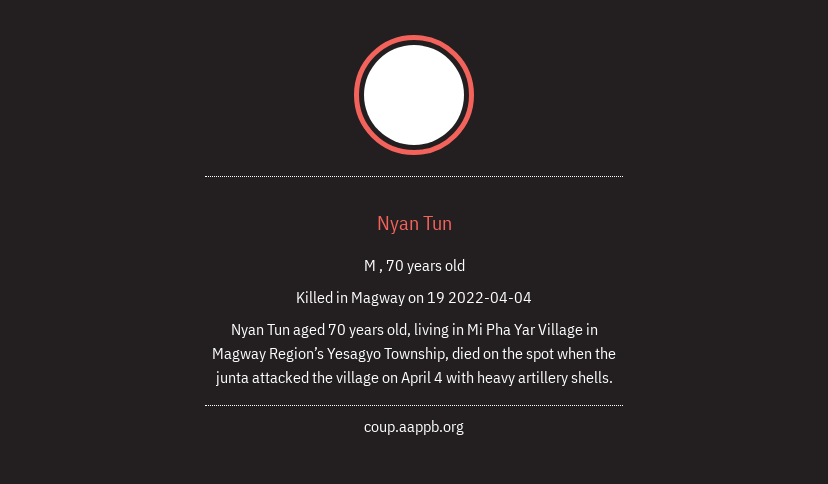 Nyan Tun
M , 70 years old
Killed in Magway on 19 2022-04-04
Nyan Tun aged 70 years old, living in Mi Pha Yar Village in
Magway Region’s Yesagyo Township, died on the spot when the
junta attacked the village on April 4 with heavy artillery shells.
coup.aappb.org